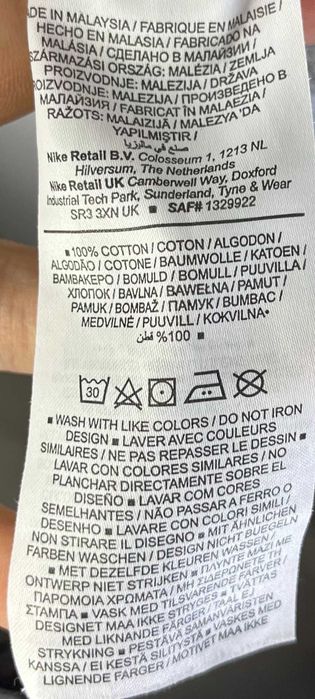 DE IN MALAYSIA / FABRIQUE EN MALAISIE /
HECHO EN MALASIA / FABRICADO NA
MALÁSIA / СДЕЛАНО В МАЛАЙЗИИ /
SZÁRMAZÁSI ORSZÁG: MALÉZIA / ZEMLJA
PROIZVODNJE: MALEZIJA / DRŽAVA
OIZVODNJE: MALEZIJA / ПРОИЗВЕДЕНО В
МАЛАЙЗИЯ / FABRICAT ÎN MALAEZIA /
RAŽOTS: MALAIZIJĀ / MALEZYA 'DA
YAPILMIŞTIR /
صنع في ماليزيا
Nike Retail B.V. Colosseum 1, 1213 NL
Hilversum, The Netherlands
Nike Retail UK Camberwell Way, Doxford
Industrial Tech Park, Sunderland, Tyne & Wear
SR3 3XN UK ■ SAF# 1329922
■ 100% COTTON / COTON / ALGODON /
ALGODÃO / COTONE / BAUMWOLLE / KATOEN /
ΒΑΜΒΑΚΕΡΟ / BOMULD / BOMULL / PUUVILLA /
ХЛОПОК / BAVLNA / BAWEŁNA / PAMUT /
PAMUK / BOMBAŽ / ПАМУК / BUMBAC /
MEDVILNĖ / PUUVILL / KOKVILNA•
100% قطن ■
30
■ WASH WITH LIKE COLORS / DO NOT IRON
DESIGN ■ LAVER AVEC COULEURS
SIMILAIRES / NE PAS REPASSER LE DESSIN ■
LAVAR CON COLORES SIMILARES / NO
PLANCHAR DIRECTAMENTE SOBRE EL
DISEÑO ■ LAVAR COM CORES
SEMELHANTES / NÃO PASSAR A FERRO O
DESENHO ■ LAVARE CON COLORI SIMILI /
NON STIRARE IL DISEGNO ■ MIT ÄHNLICHEN
FARBEN WASCHEN / DESIGN NICHT BUEGELN
■ MET DEZELFDE KLEUREN WASSEN /
ONTWERP NIET STRIJKEN ■ ΠΛΥΝΤΕ ΜΑΖΙ ΜΕ
ΠΑΡΟΜΟΙΑ ΧΡΩΜΑΤΑ / ΜΗ ΣΙΔΕΡΩΝΕΤΕ ΤΗ
ΣΤΑΜΠΑ ■ VASK MED TILSVARENDE FARVER /
DESIGNET MAA IKKE STRYGES ■ TVÄTTAS
MED LIKNANDE FÄRGER / TAAL EJ
STRYKNING ■ PESTÄVÄ SAMANVÄRISTEN
KANSSA / EI KESTÄ SILITYSTÄ ■ VASKES MED
LIGNENDE FARGER / MOTIVET MAA IKKE